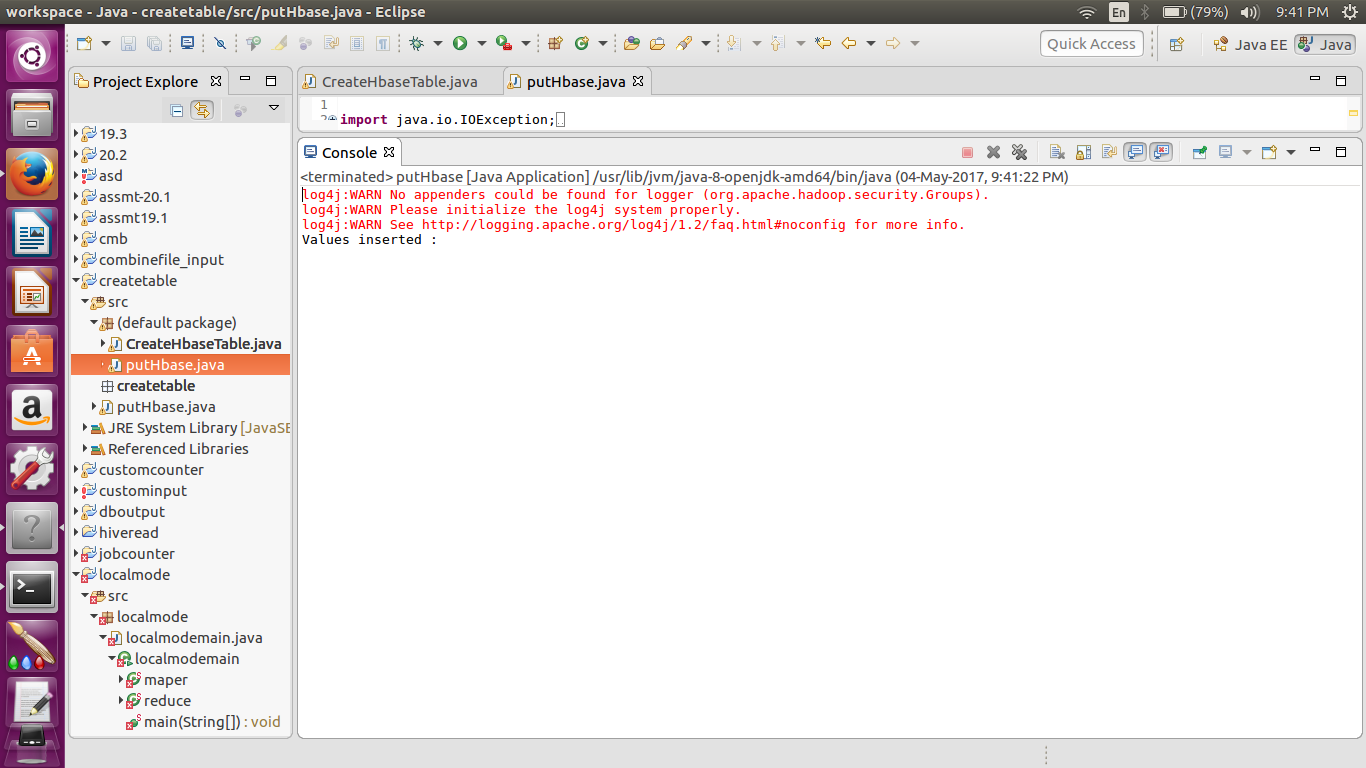 workspace - Java - createtable/src/putHbase.java - Eclipse
En
(79%)
9:41 PM
Quick Access
Java EE
Java
Project Explore
19.3
20.2
asd
assmt-20.1
assmt19.1
cmb
combinefile_input
createtable
src
(default package)
CreateHbaseTable.java
putHbase.java
createtable
putHbase.java
JRE System Library [JavaSE
Referenced Libraries
customcounter
custominput
dboutput
hiveread
jobcounter
localmode
src
localmode
localmodemain.java
localmodemain
maper
reduce
main(String[]) : void
CreateHbaseTable.java
putHbase.java
1
2
import java.io.IOException;
Console
<terminated> putHbase [Java Application] /usr/lib/jvm/java-8-openjdk-amd64/bin/java (04-May-2017, 9:41:22 PM)
log4j:WARN No appenders could be found for logger (org.apache.hadoop.security.Groups).
log4j:WARN Please initialize the log4j system properly.
log4j:WARN See http://logging.apache.org/log4j/1.2/faq.html#noconfig for more info.
Values inserted :